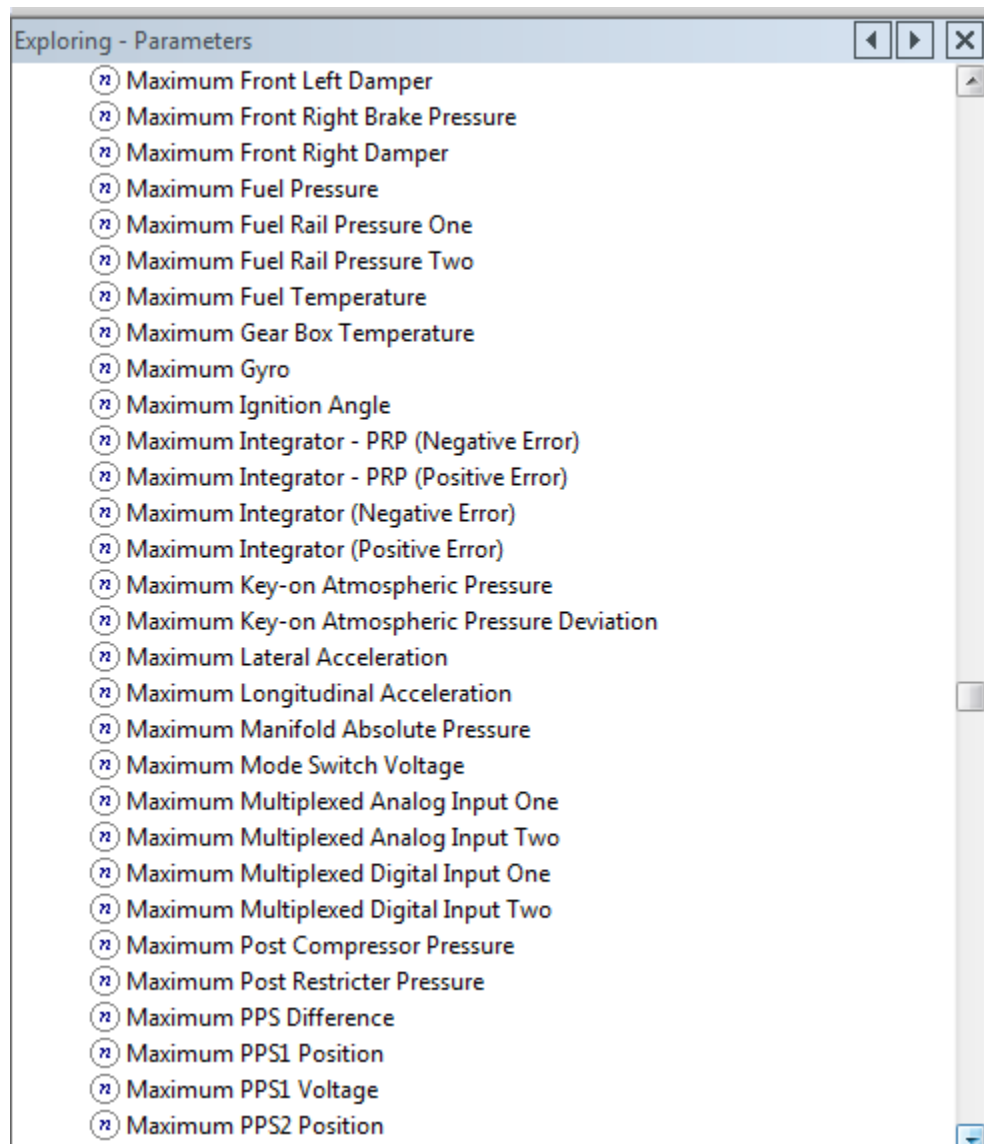 Exploring - Parameters
Maximum Front Left Damper
Maximum Front Right Brake Pressure
Maximum Front Right Damper
Maximum Fuel Pressure
Maximum Fuel Rail Pressure One
Maximum Fuel Rail Pressure Two
Maximum Fuel Temperature
Maximum Gear Box Temperature
Maximum Gyro
Maximum Ignition Angle
Maximum Integrator - PRP (Negative Error)
Maximum Integrator - PRP (Positive Error)
Maximum Integrator (Negative Error)
Maximum Integrator (Positive Error)
Maximum Key-on Atmospheric Pressure
Maximum Key-on Atmospheric Pressure Deviation
Maximum Lateral Acceleration
Maximum Longitudinal Acceleration
Maximum Manifold Absolute Pressure
Maximum Mode Switch Voltage
Maximum Multiplexed Analog Input One
Maximum Multiplexed Analog Input Two
Maximum Multiplexed Digital Input One
Maximum Multiplexed Digital Input Two
Maximum Post Compressor Pressure
Maximum Post Restricter Pressure
Maximum PPS Difference
Maximum PPS1 Position
Maximum PPS1 Voltage
Maximum PPS2 Position